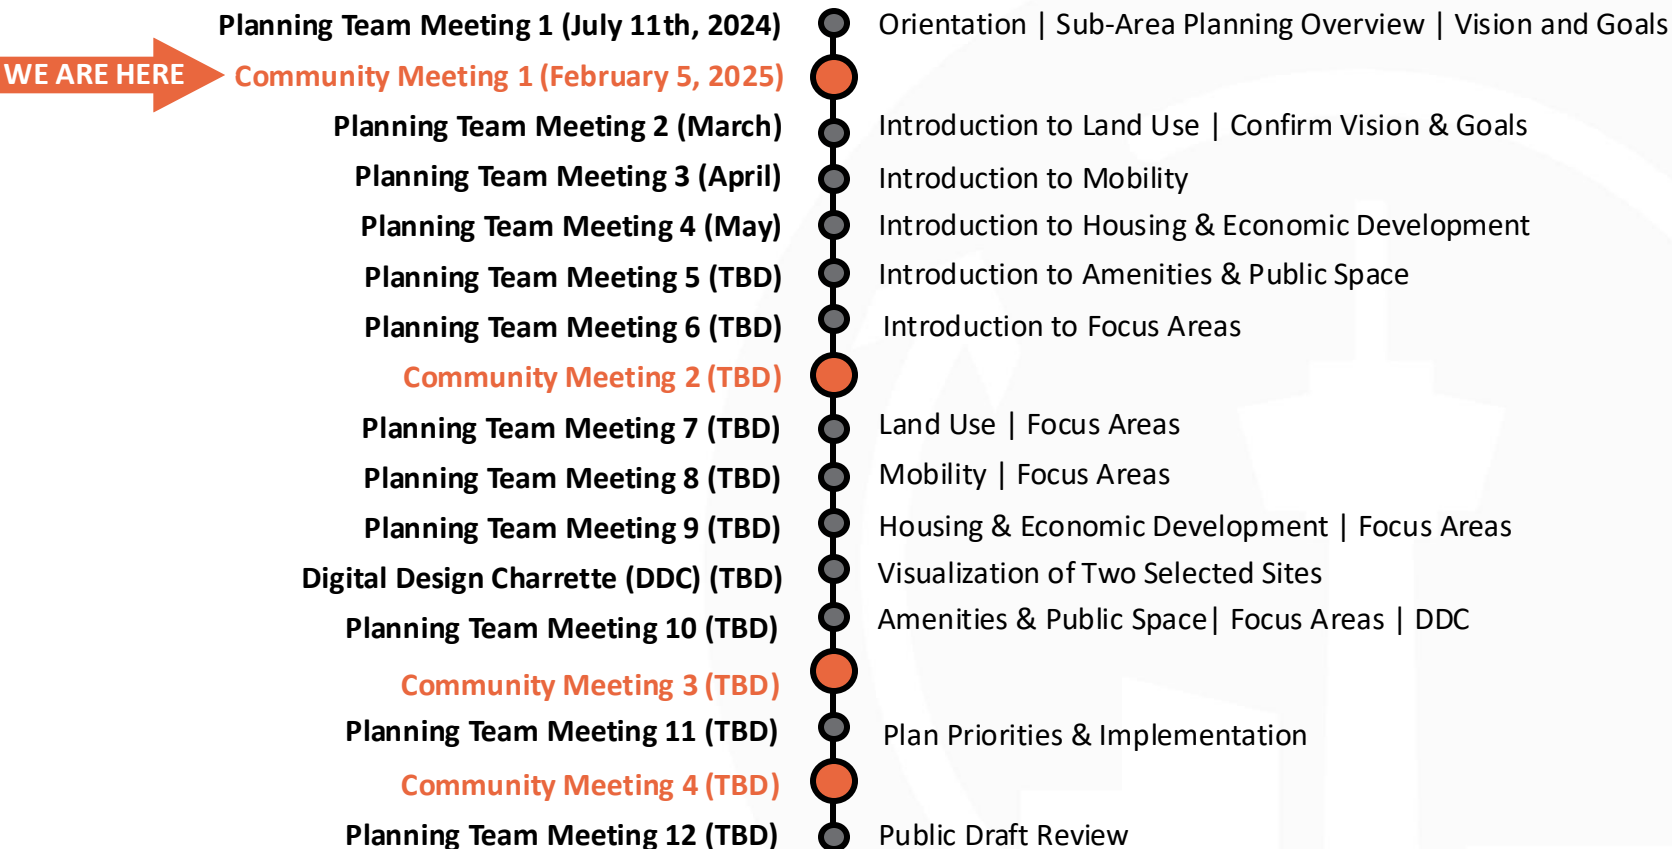 Planning Team Meeting 1 (July 11th, 2024) Orientation | Sub-Area Planning Overview | Vision and Goals
WE ARE HERE Community Meeting 1 (February 5, 2025)
Planning Team Meeting 2 (March) Introduction to Land Use | Confirm Vision & Goals
Planning Team Meeting 3 (April) Introduction to Mobility
Planning Team Meeting 4 (May) Introduction to Housing & Economic Development
Planning Team Meeting 5 (TBD) Introduction to Amenities & Public Space
Planning Team Meeting 6 (TBD) Introduction to Focus Areas
Community Meeting 2 (TBD)
Planning Team Meeting 7 (TBD) Land Use | Focus Areas
Planning Team Meeting 8 (TBD) Mobility | Focus Areas
Planning Team Meeting 9 (TBD) Housing & Economic Development | Focus Areas
Digital Design Charrette (DDC) (TBD) Visualization of Two Selected Sites
Planning Team Meeting 10 (TBD) Amenities & Public Space| Focus Areas | DDC
Community Meeting 3 (TBD)
Planning Team Meeting 11 (TBD) Plan Priorities & Implementation
Community Meeting 4 (TBD)
Planning Team Meeting 12 (TBD) Public Draft Review